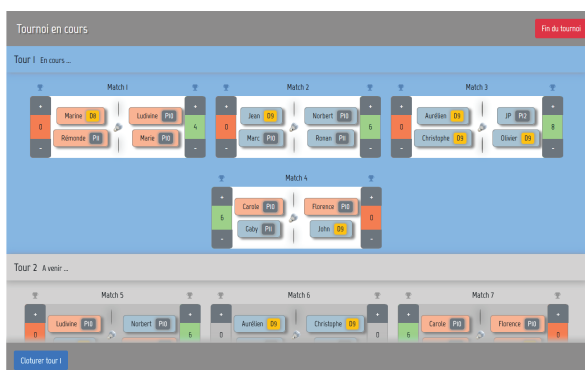 Tournoi en cours
Fin du tournoi
Tour 1 En cours ...
Match 1
Match 2
Match 3
+ Marine D8 Ludivine P10 +
0 4
- Rémonde P11 Marie P10 -
+ Jean D9 Norbert P10 +
0 6
- Marc P10 Ronan P11 -
+ Aurélien D9 JP P12 +
0 8
- Christophe D9 Olivier D9 -
Match 4
+ Carole P10 Florence P10 +
6 0
- Gaby P11 John D9 -
Tour 2 A venir ...
Match 5
Match 6
Match 7
+ + + + + +
0 Ludivine P10 Norbert P10 6
0 Aurélien D9 Christophe D9 0
6 Carole P10 Florence P10 0
Cloturer tour 1